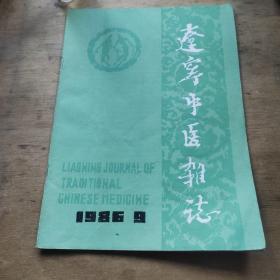 遼寧中医雜誌
LIAONING JOURNAL OF
TRADITIONAL
CHINESE MEDICINE
1986 9